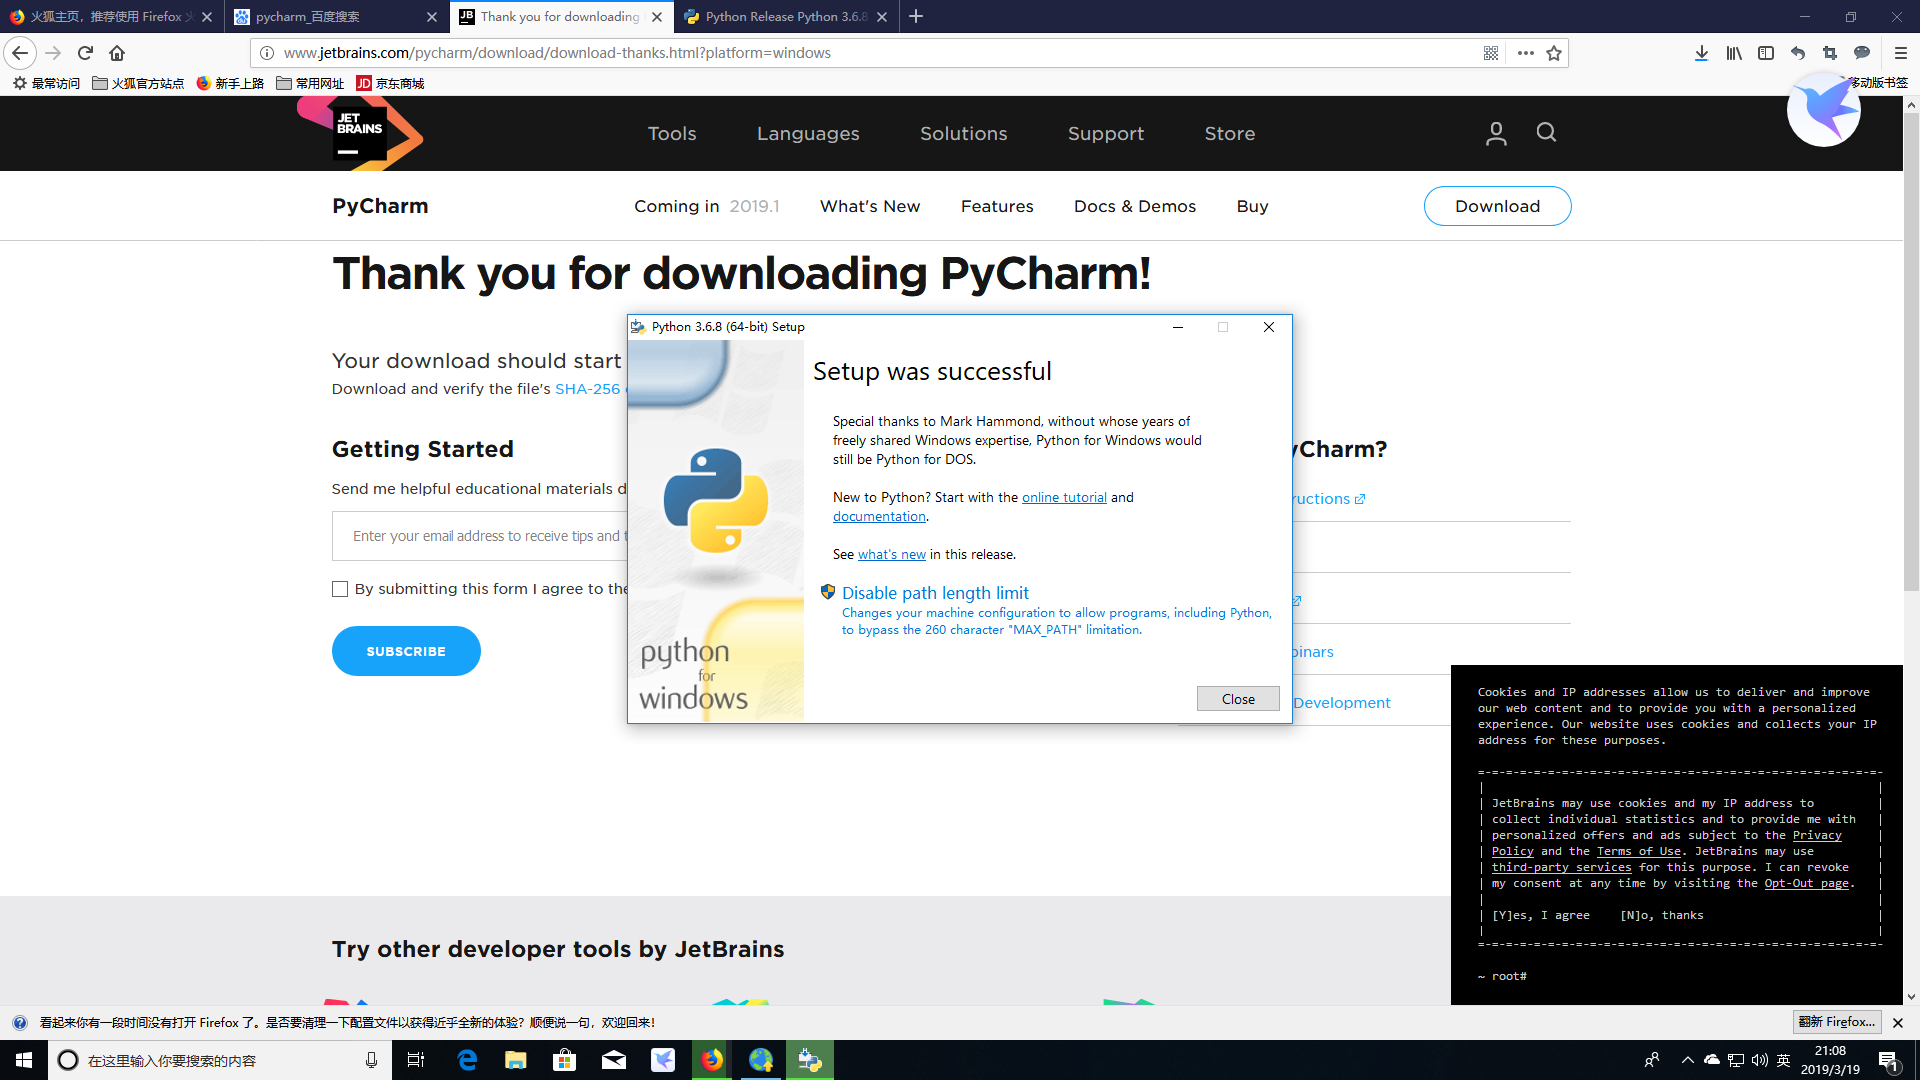 火狐主页，推荐使用 Firefox 火
pycharm_百度搜索
Thank you for downloading
Python Release Python 3.6.8
www.jetbrains.com/pycharm/download/download-thanks.html?platform=windows
最常访问
火狐官方站点
新手上路
常用网址
JD 京东商城
移动版书签
JET
BRAINS
Tools
Languages
Solutions
Support
Store
PyCharm
Coming in 2019.1
What's New
Features
Docs & Demos
Buy
Download
Thank you for downloading PyCharm!
Your download should start
Download and verify the file's SHA-256
Getting Started
Send me helpful educational materials
Enter your email address to receive tips and
By submitting this form I agree to the
SUBSCRIBE
Python 3.6.8 (64-bit) Setup
Setup was successful
Special thanks to Mark Hammond, without whose years of
freely shared Windows expertise, Python for Windows would
still be Python for DOS.
New to Python? Start with the online tutorial and
documentation.
See what's new in this release.
Disable path length limit
Changes your machine configuration to allow programs, including Python,
to bypass the 260 character "MAX_PATH" limitation.
python
for
windows
Close
yCharm?
ructions
binars
Development
Cookies and IP addresses allow us to deliver and improve
our web content and to provide you with a personalized
experience. Our website uses cookies and collects your IP
address for these purposes.
JetBrains may use cookies and my IP address to
collect individual statistics and to provide me with
personalized offers and ads subject to the Privacy
Policy and the Terms of Use. JetBrains may use
third-party services for this purpose. I can revoke
my consent at any time by visiting the Opt-Out page.
[Y]es, I agree [N]o, thanks
~ root#
Try other developer tools by JetBrains
看起来你有一段时间没有打开 Firefox 了。是否要清理一下配置文件以获得近乎全新的体验？顺便说一句，欢迎回来！
翻新 Firefox...
在这里输入你要搜索的内容
英
21:08
2019/3/19
1